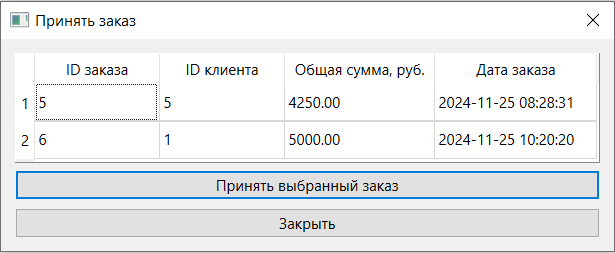 Принять заказ
ID заказа ID клиента Общая сумма, руб. Дата заказа
1 5 5 4250.00 2024-11-25 08:28:31
2 6 1 5000.00 2024-11-25 10:20:20
Принять выбранный заказ
Закрыть